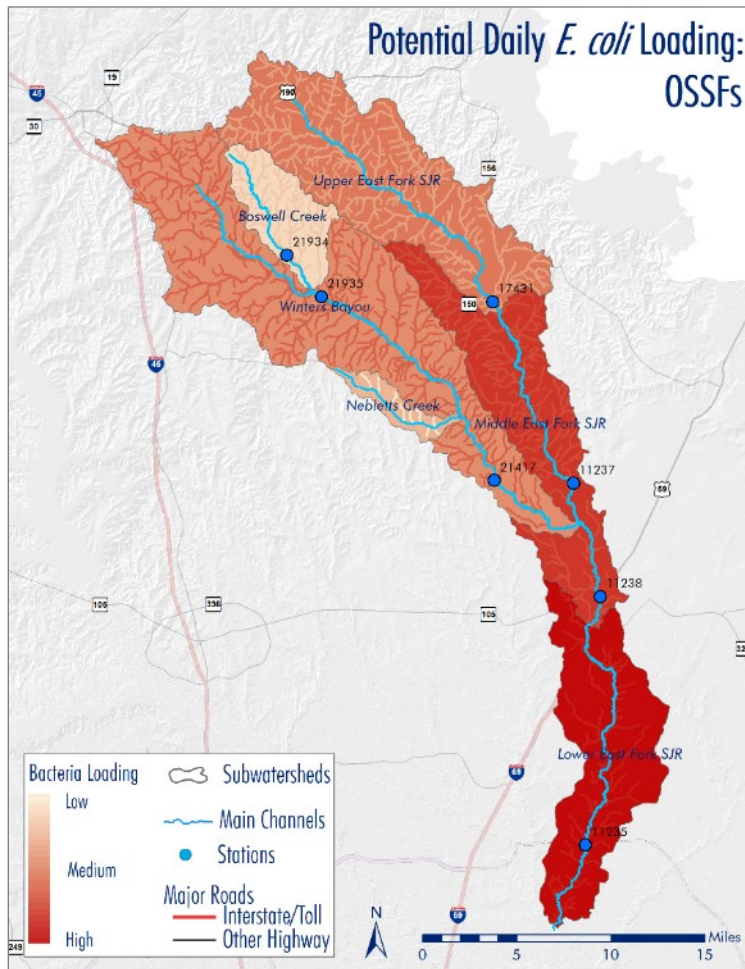 Potential Daily E. coli Loading:
OSSFs
19
45
190
30
156
Upper East Fork SJR
Boswell Creek
21934
21935
17431
150
Winters Bayou
45
Nebletts Creek
Middle East Fork SJR
21417
11237
59
11238
105
336
105
Lower East Fork SJR
69
11235
69
249
Bacteria Loading
Low
Medium
High
Subwatersheds
Main Channels
Stations
Major Roads
Interstate/Toll
Other Highway
N
Miles
0
5
10
15